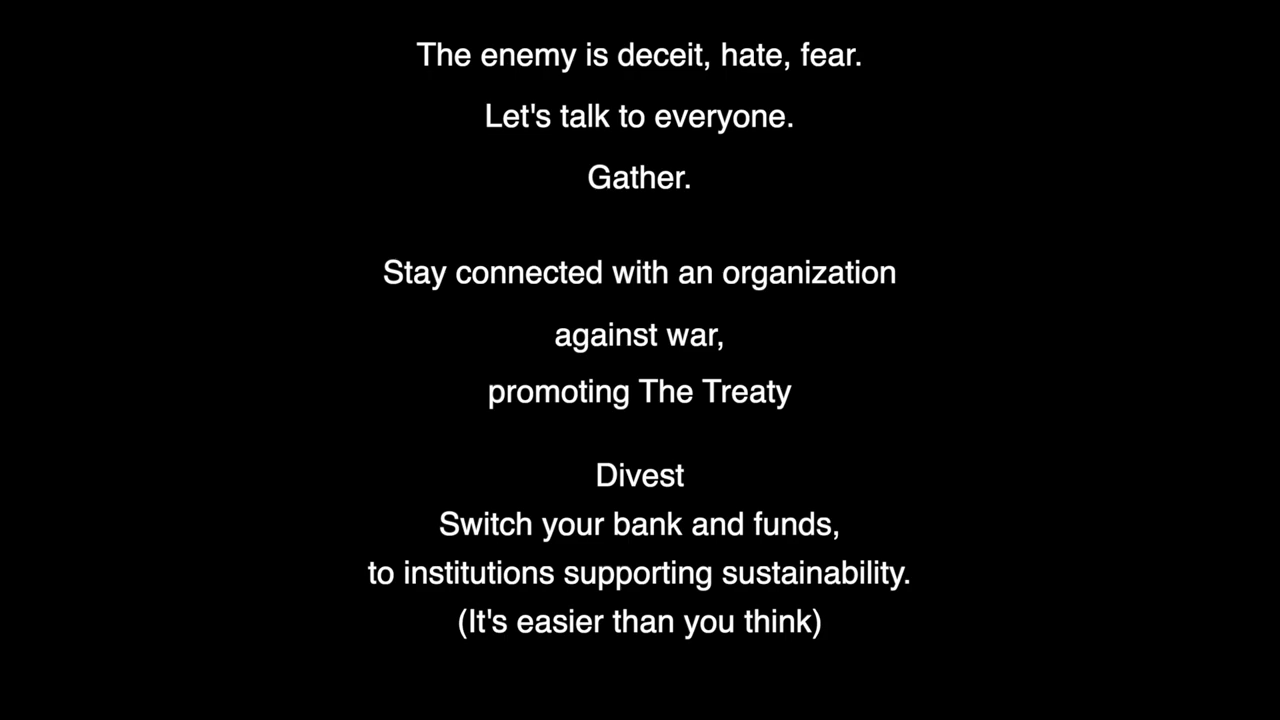 The enemy is deceit, hate, fear.
Let's talk to everyone.
Gather.
Stay connected with an organization
against war,
promoting The Treaty
Divest
Switch your bank and funds,
to institutions supporting sustainability.
(It's easier than you think)